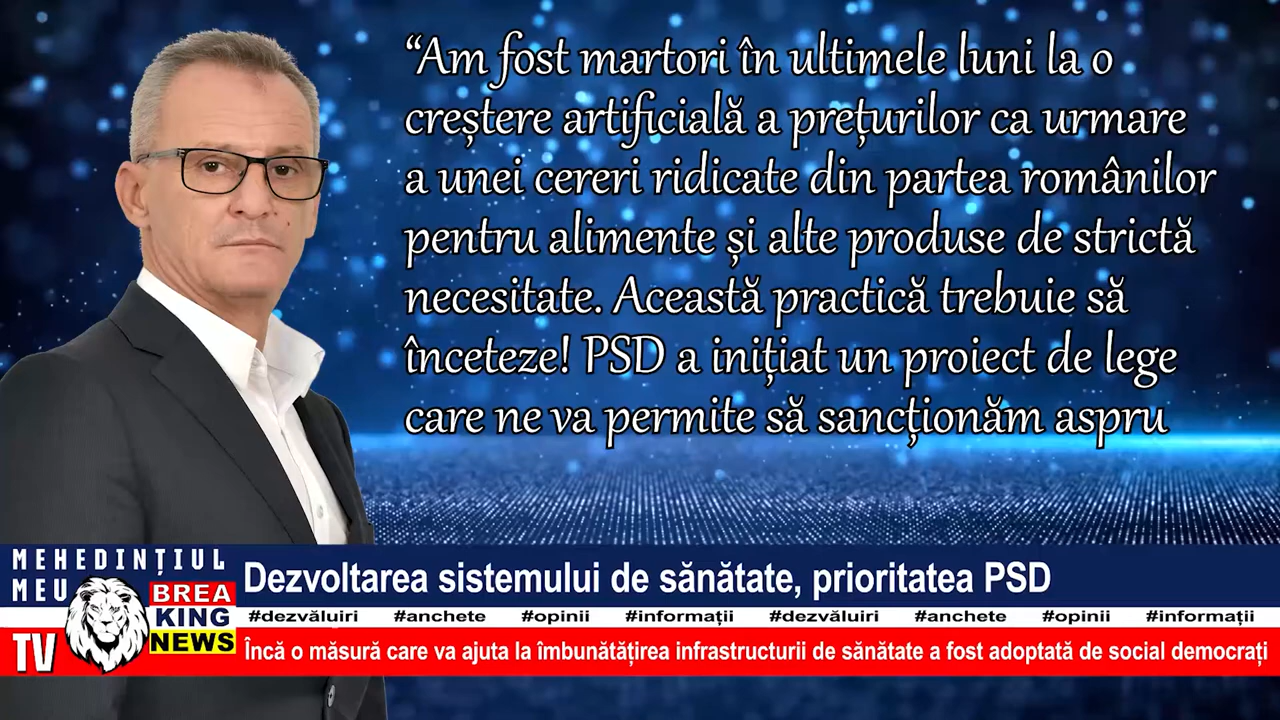 “Am fost martori în ultimele luni la o
creștere artificială a prețurilor ca urmare
a unei cereri ridicate din partea românilor
pentru alimente și alte produse de strictă
necesitate. Această practică trebuie să
înceteze! PSD a inițiat un proiect de lege
care ne va permite să sancționăm aspru
MEHEDINȚIUL
MEU
TV
BREA
KING
NEWS
Dezvoltarea sistemului de sănătate, prioritatea PSD
#dezvăluiri #anchete #opinii #informații #dezvăluiri #anchete #opinii #informații
Încă o măsură care va ajuta la îmbunătățirea infrastructurii de sănătate a fost adoptată de social democrați